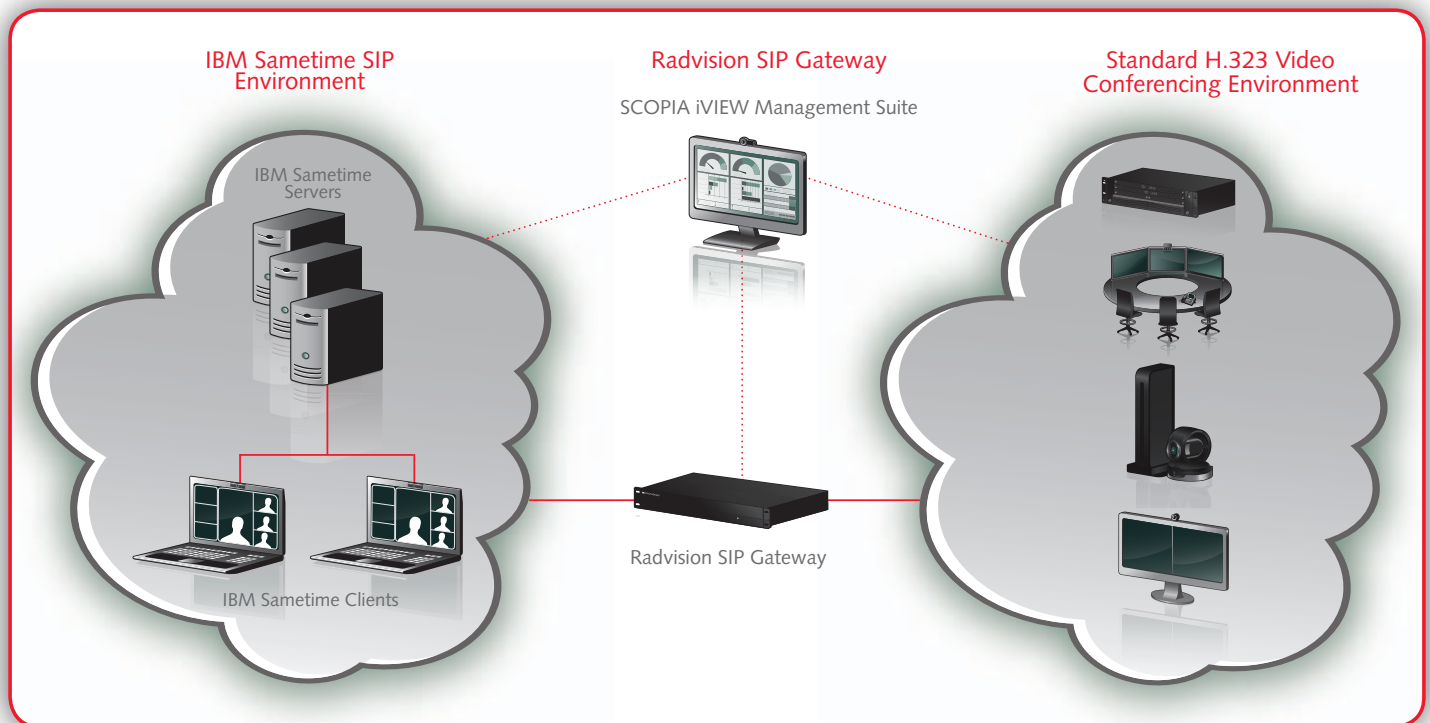 IBM Sametime SIP
Environment
Radvision SIP Gateway
Standard H.323 Video
Conferencing Environment
SCOPIA iVIEW Management Suite
IBM Sametime
Servers
Radvision SIP Gateway
IBM Sametime Clients